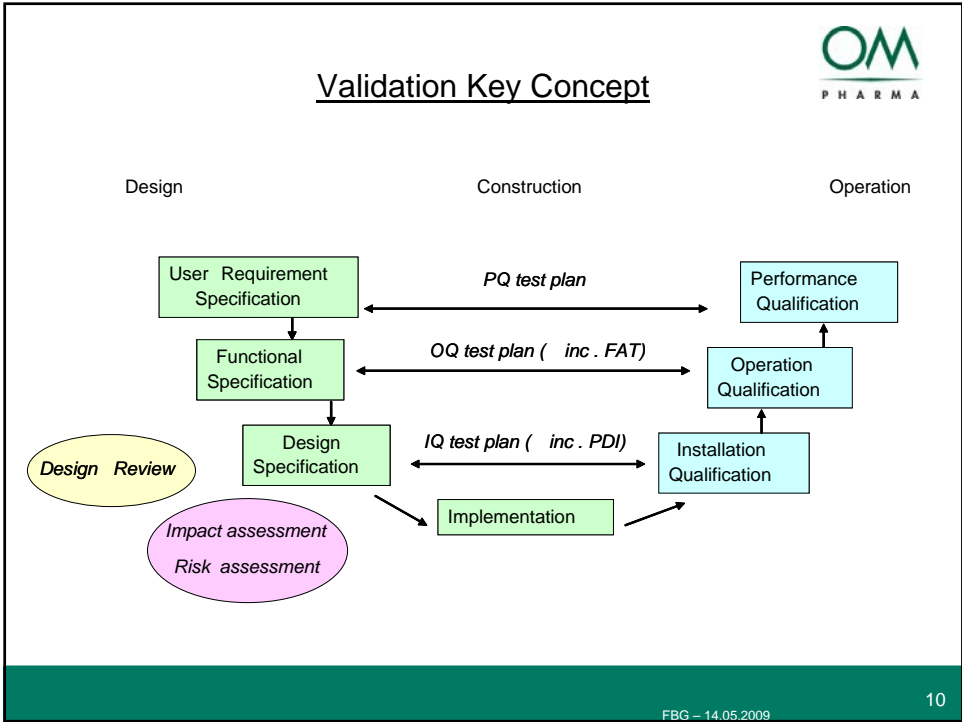 OM
PHARMA
Validation Key Concept
Design
Construction
Operation
User Requirement
Specification
PQ test plan
Performance
Qualification
Functional
Specification
OQ test plan ( inc . FAT)
Operation
Qualification
Design
Specification
IQ test plan ( inc . PDI)
Installation
Qualification
Design Review
Implementation
Impact assessment
Risk assessment
FBG – 14.05.2009
10